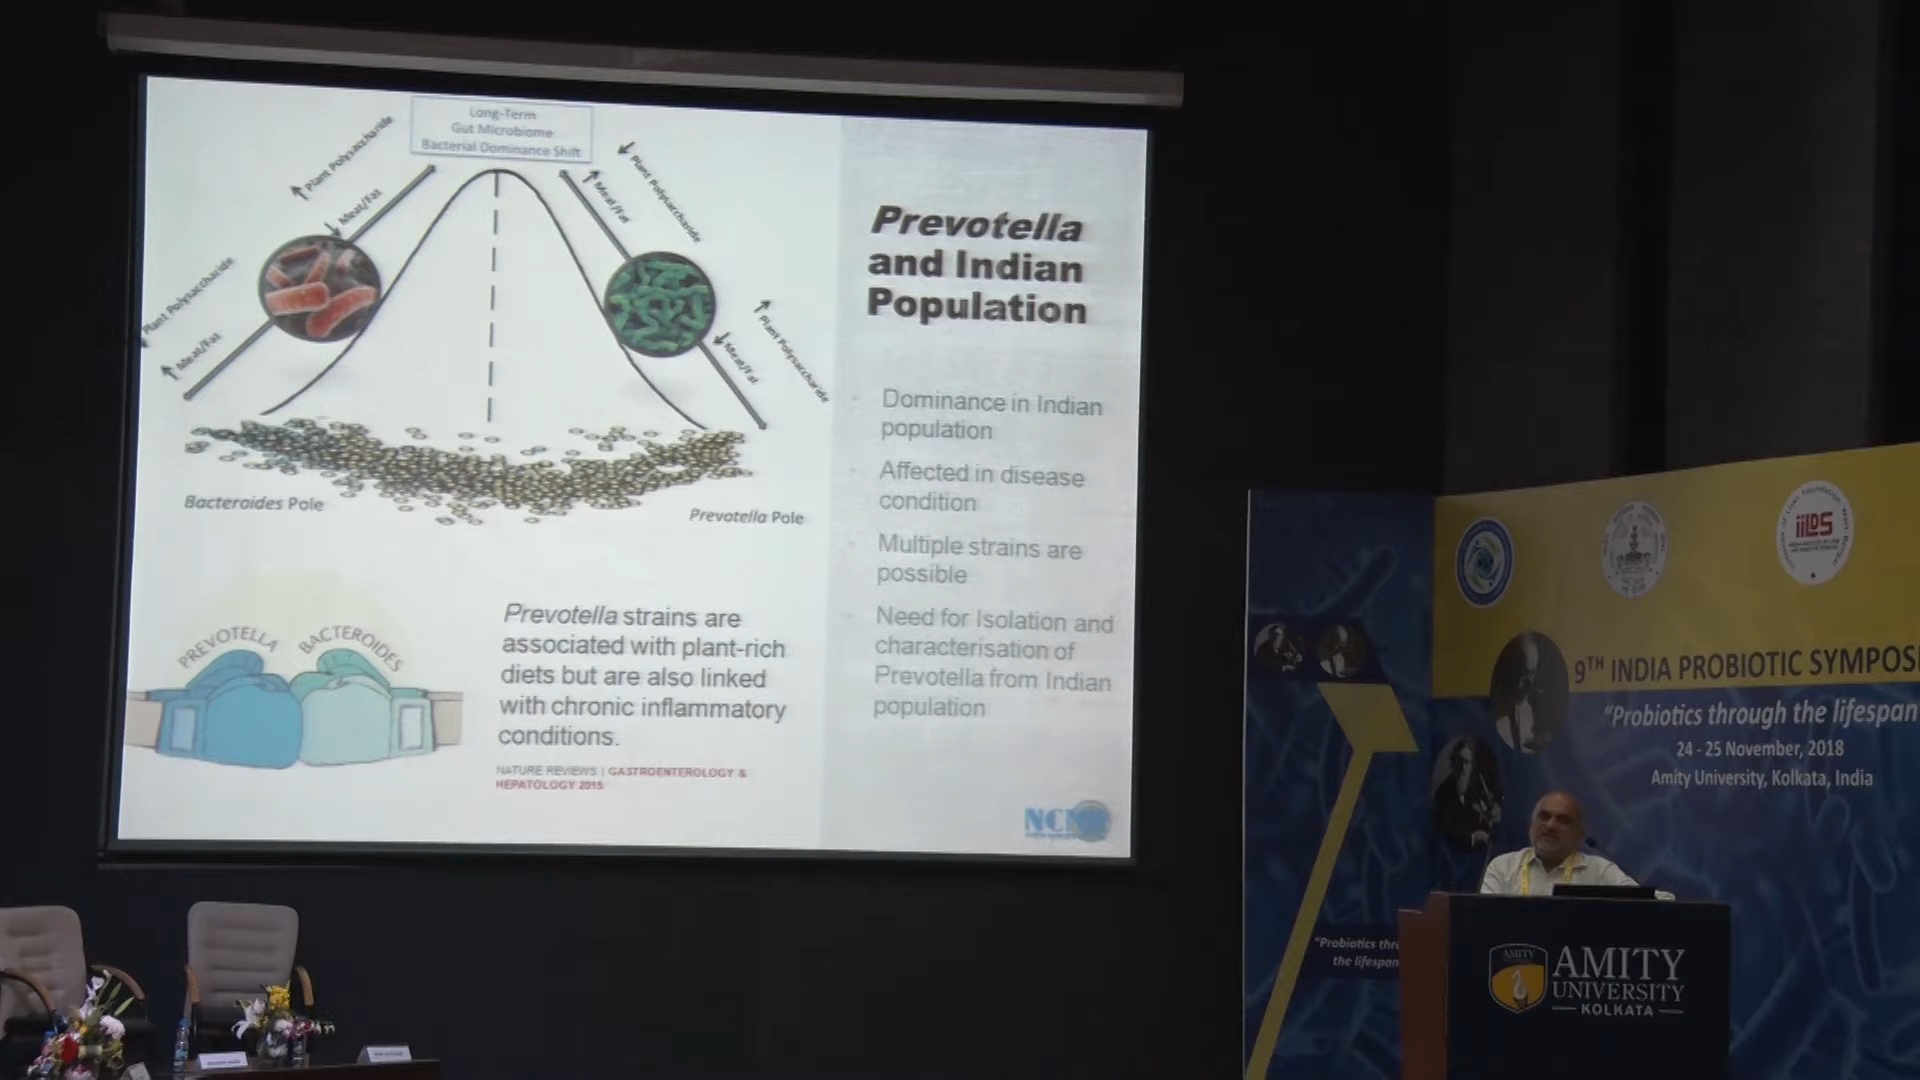 Long-Term
Gut Microbiome
Bacterial Dominance Shift
Plant Polysaccharide
Meat/Fat
Plant Polysaccharide
Meat/Fat
Plant Polysaccharide
Meat/Fat
Plant Polysaccharide
Meat/Fat
Bacteroides Pole
Prevotella Pole
PREVOTELLA
BACTEROIDES
Prevotella strains are
associated with plant-rich
diets but are also linked
with chronic inflammatory
conditions.
NATURE REVIEWS | GASTROENTEROLOGY &
HEPATOLOGY 2015
Prevotella
and Indian
Population
Dominance in Indian
population
Affected in disease
condition
Multiple strains are
possible
Need for Isolation and
characterisation of
Prevotella from Indian
population
iiLDS
9TH INDIA PROBIOTIC SYMPOS
"Probiotics through the lifespan
24 - 25 November, 2018
Amity University, Kolkata, India
"Probiotics thr
the lifespan
AMITY
AMITY
UNIVERSITY
KOLKATA